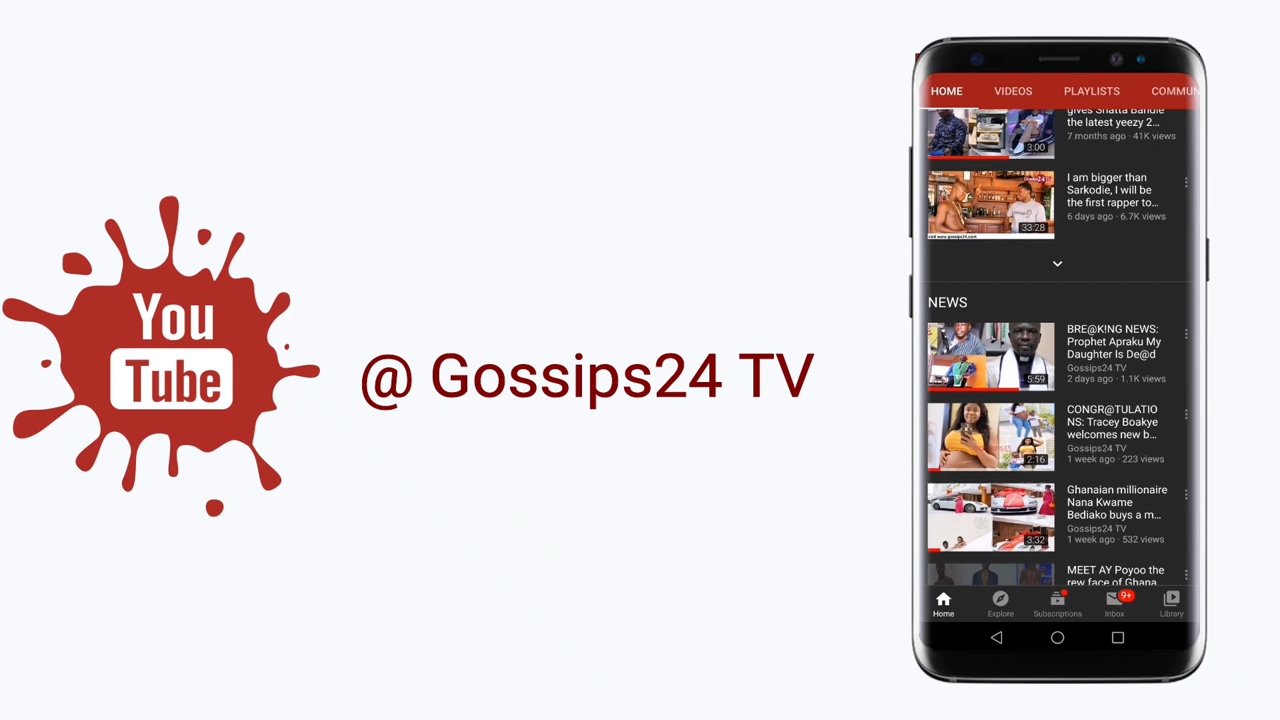 You
Tube
@ Gossips24 TV
HOME VIDEOS PLAYLISTS COMMUN
gives Shatta Bandle
the latest yeezy 2...
7 months ago · 41K views
3:00
I am bigger than
Sarkodie, I will be
the first rapper to...
6 days ago · 6.7K views
Gossips24
33:28
visit www.gossips24.com
NEWS
BRE@K!NG NEWS:
Prophet Apraku My
Daughter Is De@d
Gossips24 TV
2 days ago · 1.1K views
5:59
CONGR@TULATIO
NS: Tracey Boakye
welcomes new b...
Gossips24 TV
1 week ago · 223 views
2:16
Ghanaian millionaire
Nana Kwame
Bediako buys a m...
Gossips24 TV
1 week ago · 532 views
3:32
MEET AY Poyoo the
new face of Ghana
9+
Home Explore Subscriptions Inbox Library